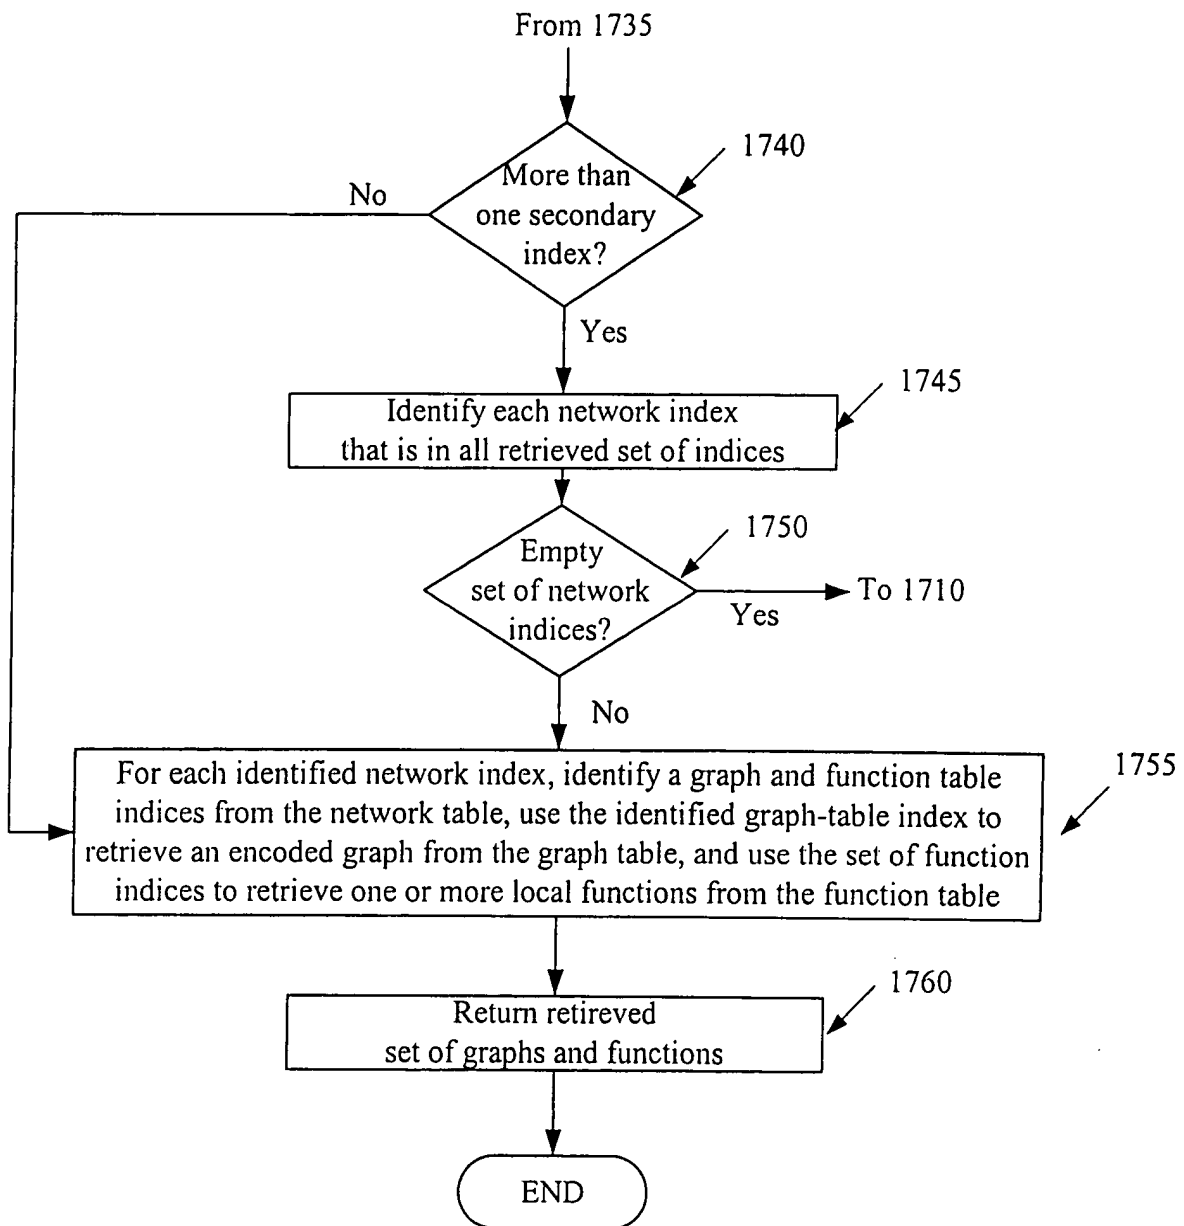 From 1735
1740
More than
one secondary
index?
No
Yes
1745
Identify each network index
that is in all retrieved set of indices
1750
Empty
set of network
indices?
To 1710
Yes
No
1755
For each identified network index, identify a graph and function table
indices from the network table, use the identified graph-table index to
retrieve an encoded graph from the graph table, and use the set of function
indices to retrieve one or more local functions from the function table
1760
Return retireved
set of graphs and functions
END